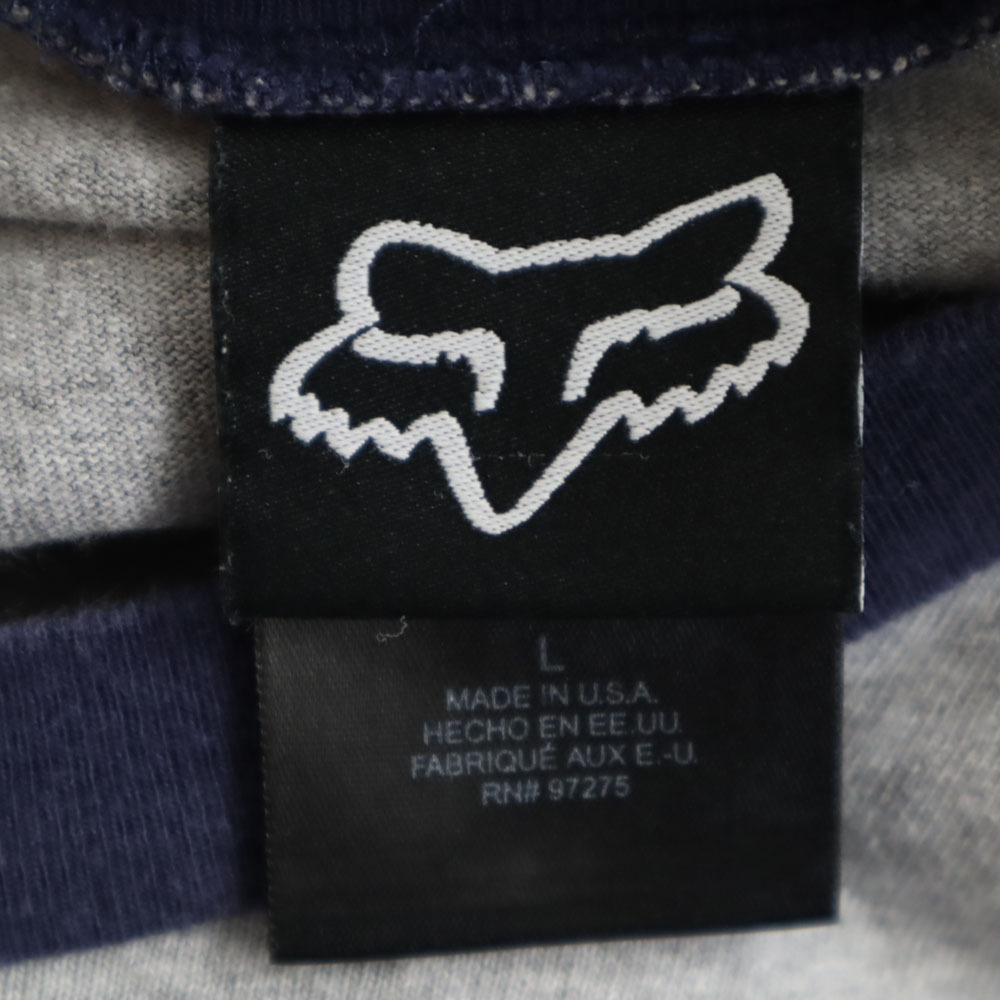 L
MADE IN U.S.A.
HECHO EN EE.UU.
FABRIQUÉ AUX E.-U.
RN# 97275